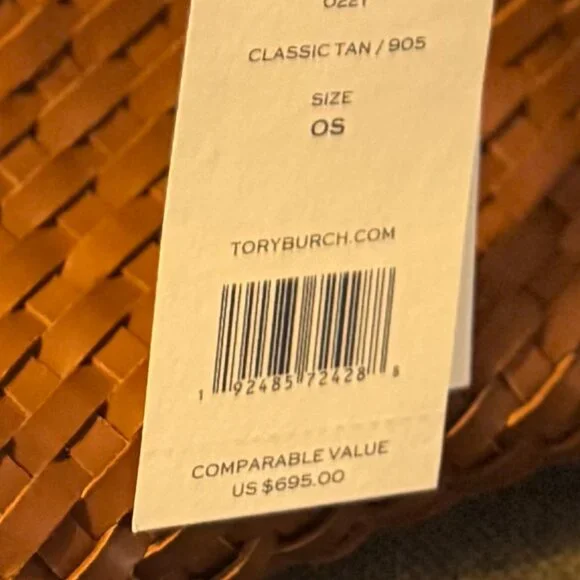 CLASSIC TAN / 905
SIZE
OS
TORYBURCH.COM
1 92485 72428 8
COMPARABLE VALUE
US $695.00